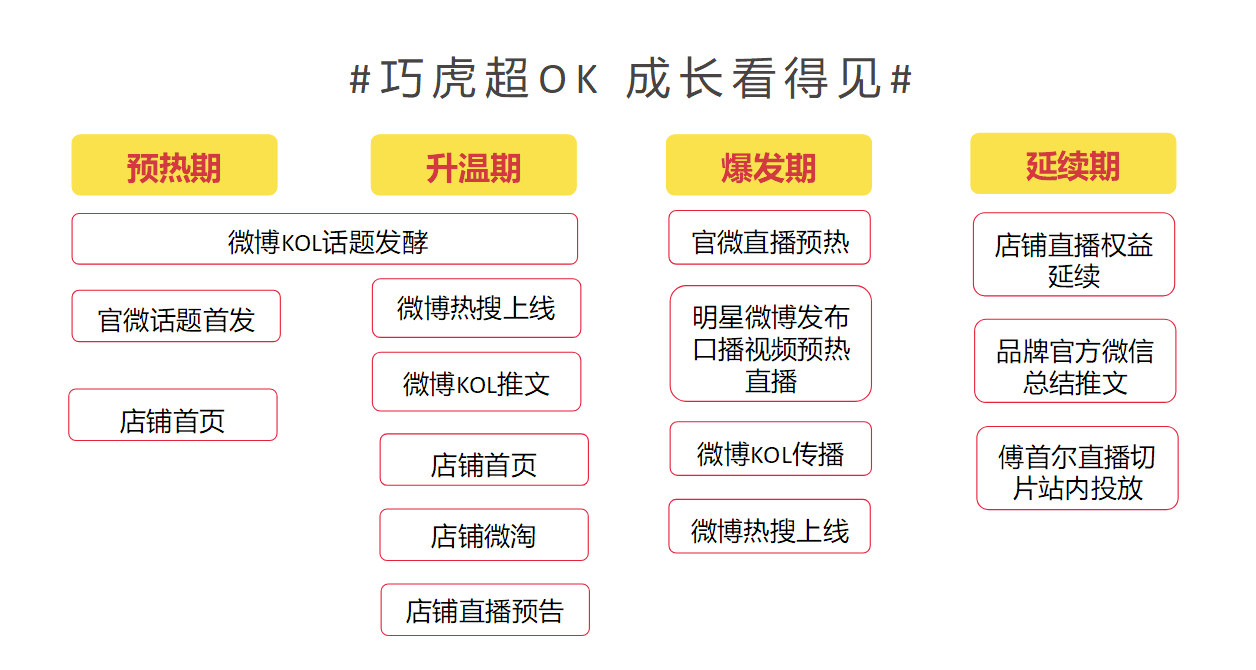 #巧虎超OK 成长看得见#
预热期
升温期
爆发期
延续期
微博KOL话题发酵
官微话题首发
店铺首页
微博热搜上线
微博KOL推文
店铺首页
店铺微淘
店铺直播预告
官微直播预热
明星微博发布
口播视频预热
直播
微博KOL传播
微博热搜上线
店铺直播权益
延续
品牌官方微信
总结推文
傅首尔直播切
片站内投放